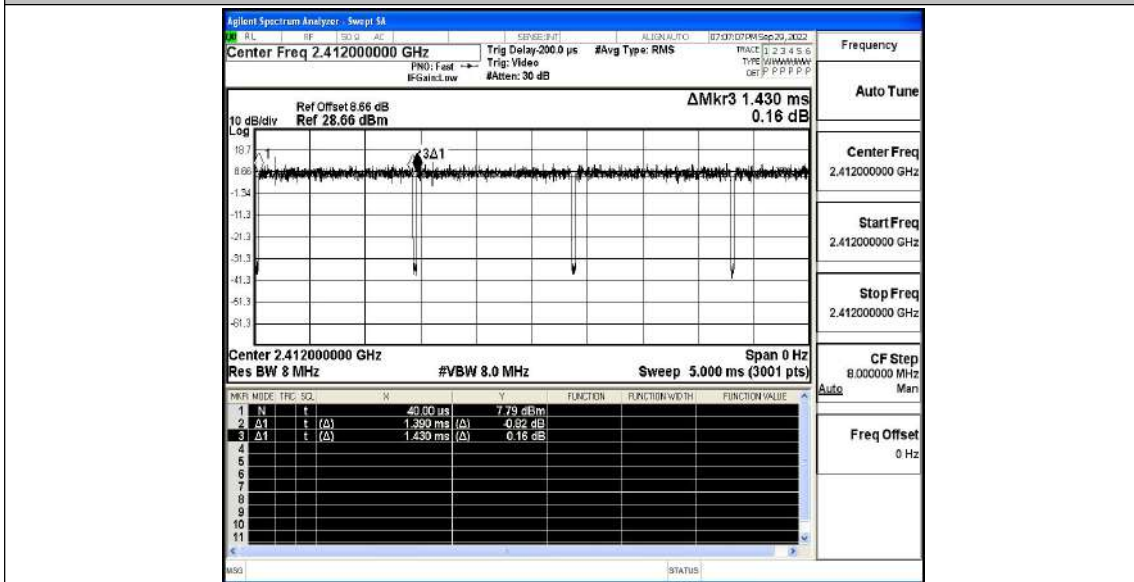 Agilent Spectrum Analyzer - Swept SA
RL RF 50 Ω AC SENSE:INT ALIGN AUTO 07:07:07 PM Sep 29, 2022
Center Freq 2.412000000 GHz
PNO: Fast
IFGain:Low
Trig Delay-200.0 µs
Trig: Video
#Atten: 30 dB
#Avg Type: RMS
TRACE 1 2 3 4 5 6
TYPE
DET P P P P P P
ΔMkr3 1.430 ms
0.16 dB
Ref Offset 8.66 dB
10 dB/div Ref 28.66 dBm
Log
18.7
8.66
-1.34
-11.3
-21.3
-31.3
-41.3
-51.3
-61.3
1
3Δ1
Center 2.412000000 GHz Span 0 Hz
Res BW 8 MHz #VBW 8.0 MHz Sweep 5.000 ms (3001 pts)
MKR MODE TRC SCL X Y FUNCTION FUNCTION WIDTH FUNCTION VALUE
1 N t 40.00 us 7.79 dBm
2 Δ1 t (Δ) 1.390 ms (Δ) -0.82 dB
3 Δ1 t (Δ) 1.430 ms (Δ) 0.16 dB
4
5
6
7
8
9
10
11
MSG STATUS
Frequency
Auto Tune
Center Freq
2.412000000 GHz
Start Freq
2.412000000 GHz
Stop Freq
2.412000000 GHz
CF Step
8.000000 MHz
Auto Man
Freq Offset
0 Hz